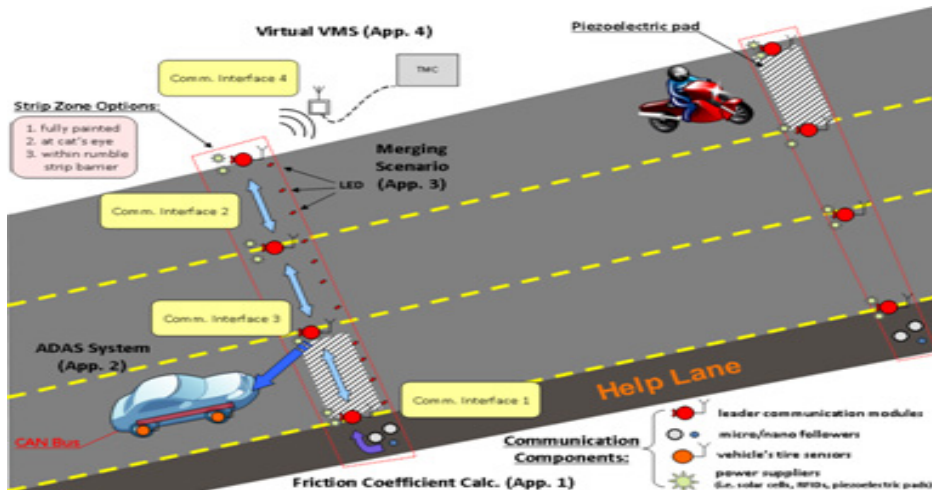 Virtual VMS (App. 4)
Piezoelectric pad
Comm. Interface 4
TMC
Strip Zone Options:
1. fully painted
2. at cat's eye
3. within rumble
strip barrier
Merging
Scenario
(App. 3)
LED
Comm. Interface 2
Comm. Interface 3
ADAS System
(App. 2)
Comm. Interface 1
Help Lane
CAN Bus
Communication
Components:
leader communication modules
micro/nano followers
vehicle's tire sensors
power suppliers
(i.e. solar cells, RFIDs, piezoelectric pads)
Friction Coefficient Calc. (App. 1)